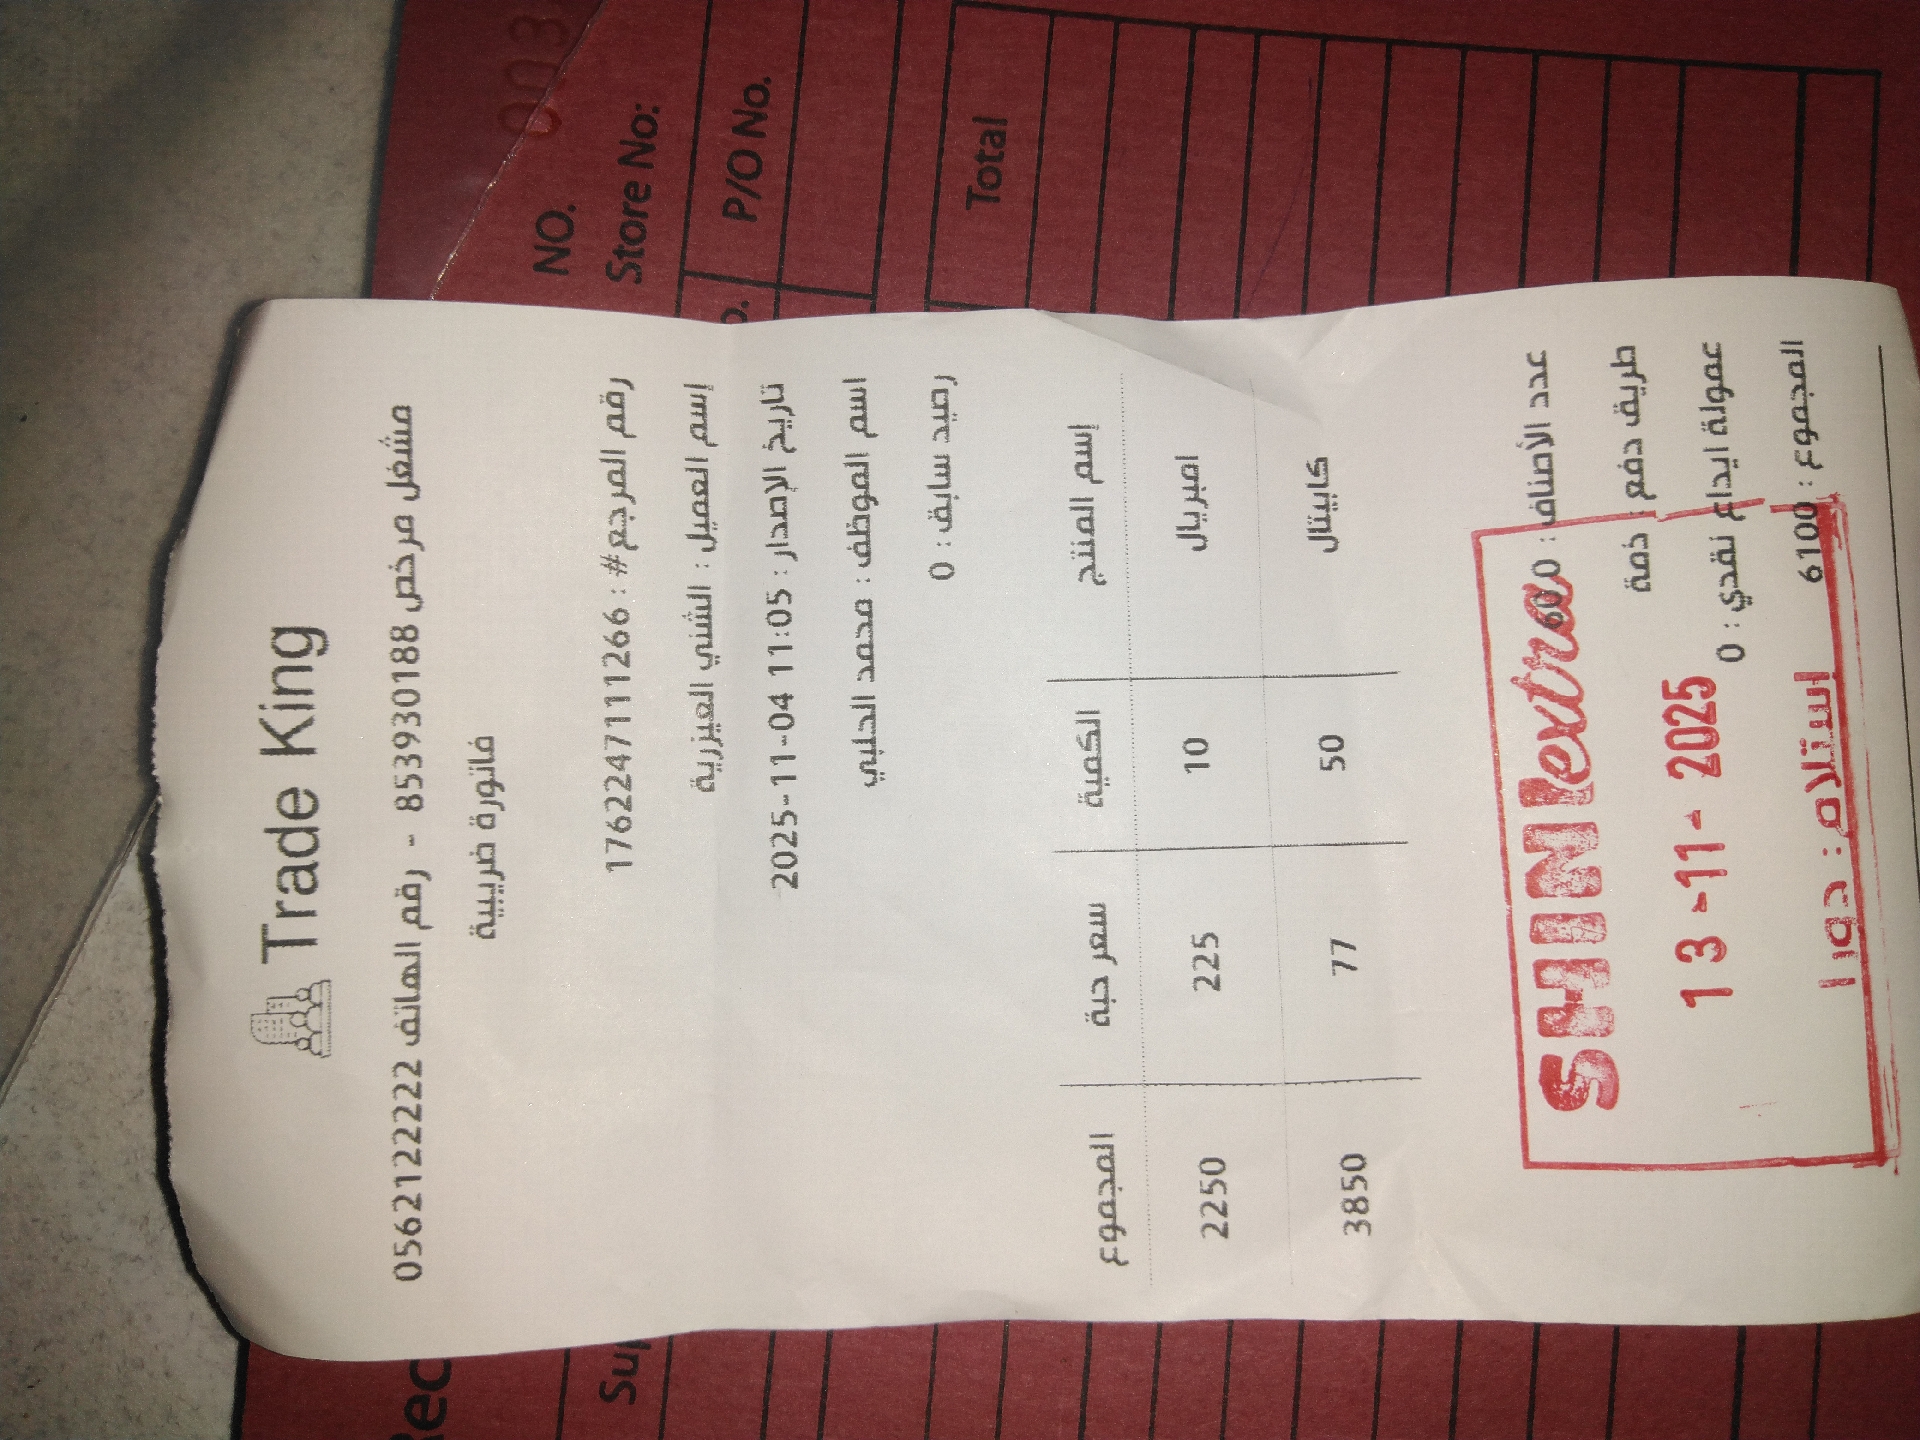 Trade King
مشغل مرخص 853930188 - رقم الهاتف 0562122222
فاتورة ضريبية
رقم المرجع# : 1762247111266
إسم العميل : الشني العيزرية
تاريخ الإصدار : 2025-11-04 11:05
اسم الموظف : محمد الحلبي
رصيد سابق : 0
إسم المنتج الكمية سعر حبة المجموع
امبريال 10 225 2250
كابيتال 50 77 3850
عدد الأصناف : 60
طريق دفع : ذمة
عمولة ايداع نقدي : 0
المجموع : 6100
SHINI extra
13-11-2025
استلام : دورا
NO. 003
Store No:
P/O No.
Total